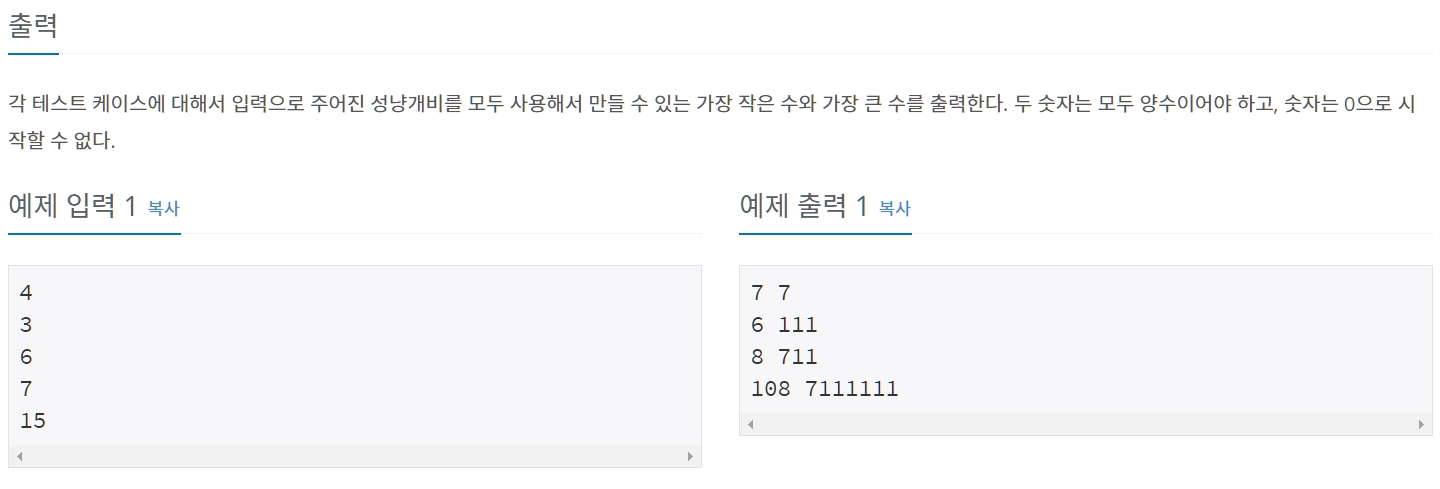 출력
각 테스트 케이스에 대해서 입력으로 주어진 성냥개비를 모두 사용해서 만들 수 있는 가장 작은 수와 가장 큰 수를 출력한다. 두 숫자는 모두 양수이어야 하고, 숫자는 0으로 시
작할 수 없다.
예제 입력 1 복사
4
3
6
7
15
예제 출력 1 복사
7 7
6 111
8 711
108 7111111